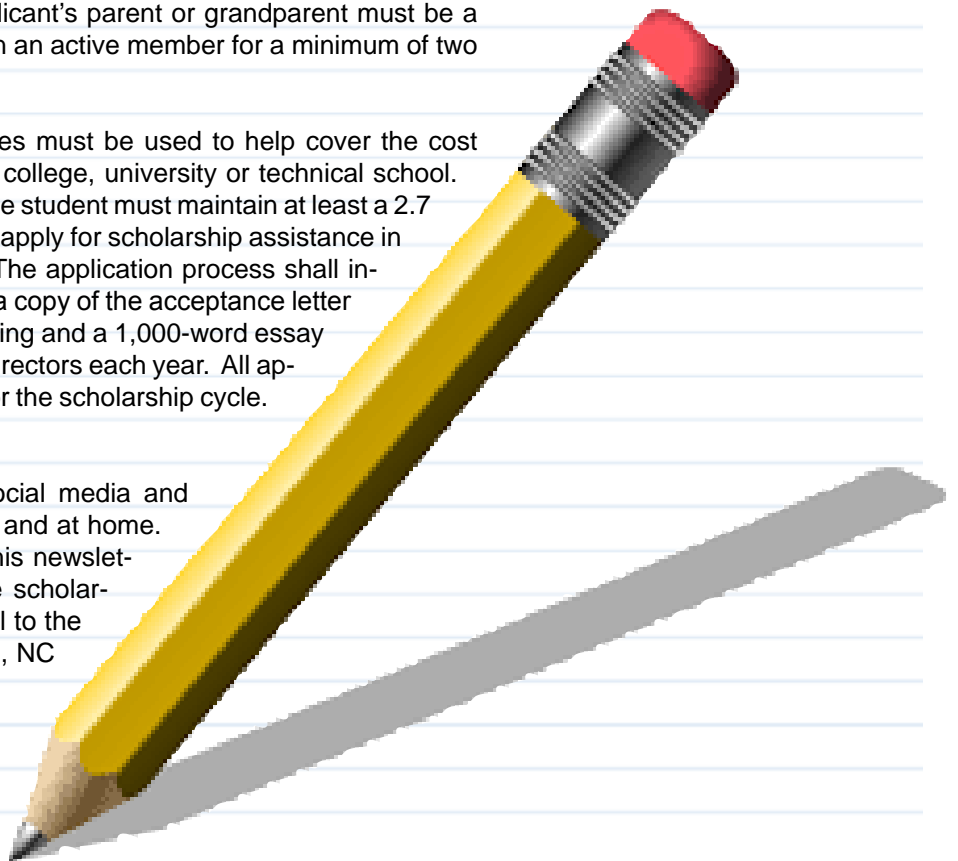 licant’s parent or grandparent must be a
n an active member for a minimum of two
es must be used to help cover the cost
college, university or technical school.
e student must maintain at least a 2.7
apply for scholarship assistance in
The application process shall in-
a copy of the acceptance letter
ing and a 1,000-word essay
rectors each year. All ap-
r the scholarship cycle.
ocial media and
and at home.
his newslet-
e scholar-
l to the
, NC